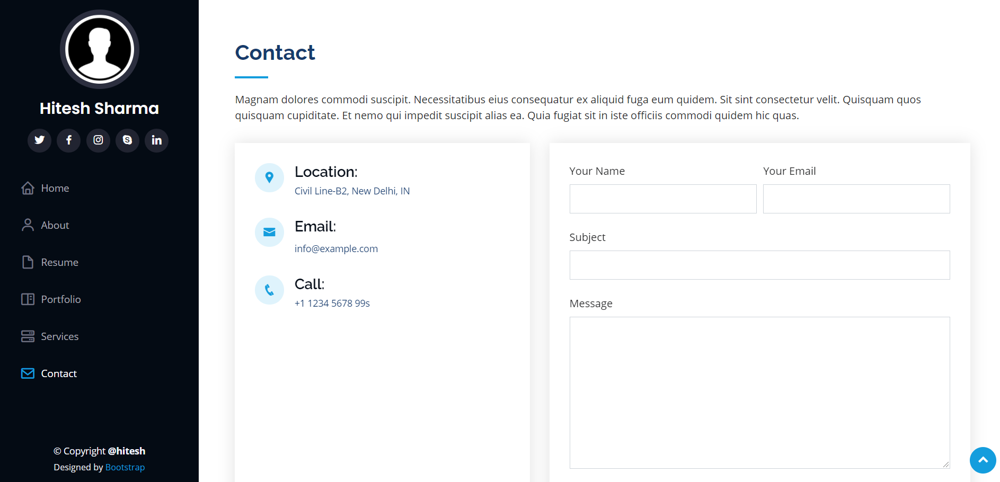 Hitesh Sharma
Home
About
Resume
Portfolio
Services
Contact
© Copyright @hitesh
Designed by Bootstrap
Contact
Magnam dolores commodi suscipit. Necessitatibus eius consequatur ex aliquid fuga eum quidem. Sit sint consectetur velit. Quisquam quos
quisquam cupiditate. Et nemo qui impedit suscipit alias ea. Quia fugiat sit in iste officiis commodi quidem hic quas.
Location:
Civil Line-B2, New Delhi, IN
Email:
info@example.com
Call:
+1 1234 5678 99s
Your Name
Your Email
Subject
Message